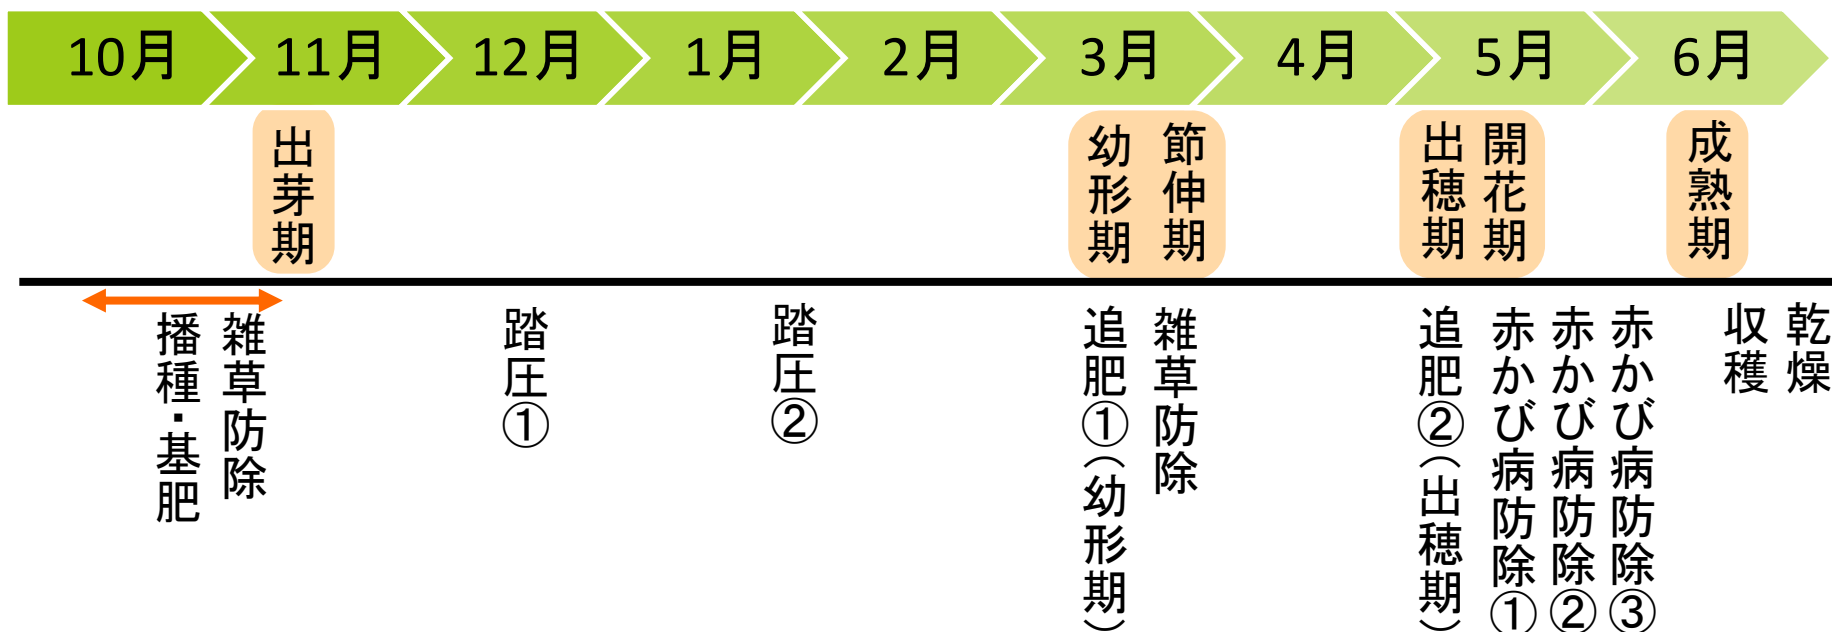 10月
11月
12月
1月
2月
3月
4月
5月
6月
出芽期
幼形期
節伸期
出穂期
開花期
成熟期
播種・基肥
雑草防除
踏圧①
踏圧②
追肥①(幼形期)
雑草防除
追肥②(出穂期)
赤かび病防除①
赤かび病防除②
赤かび病防除③
収穫
乾燥